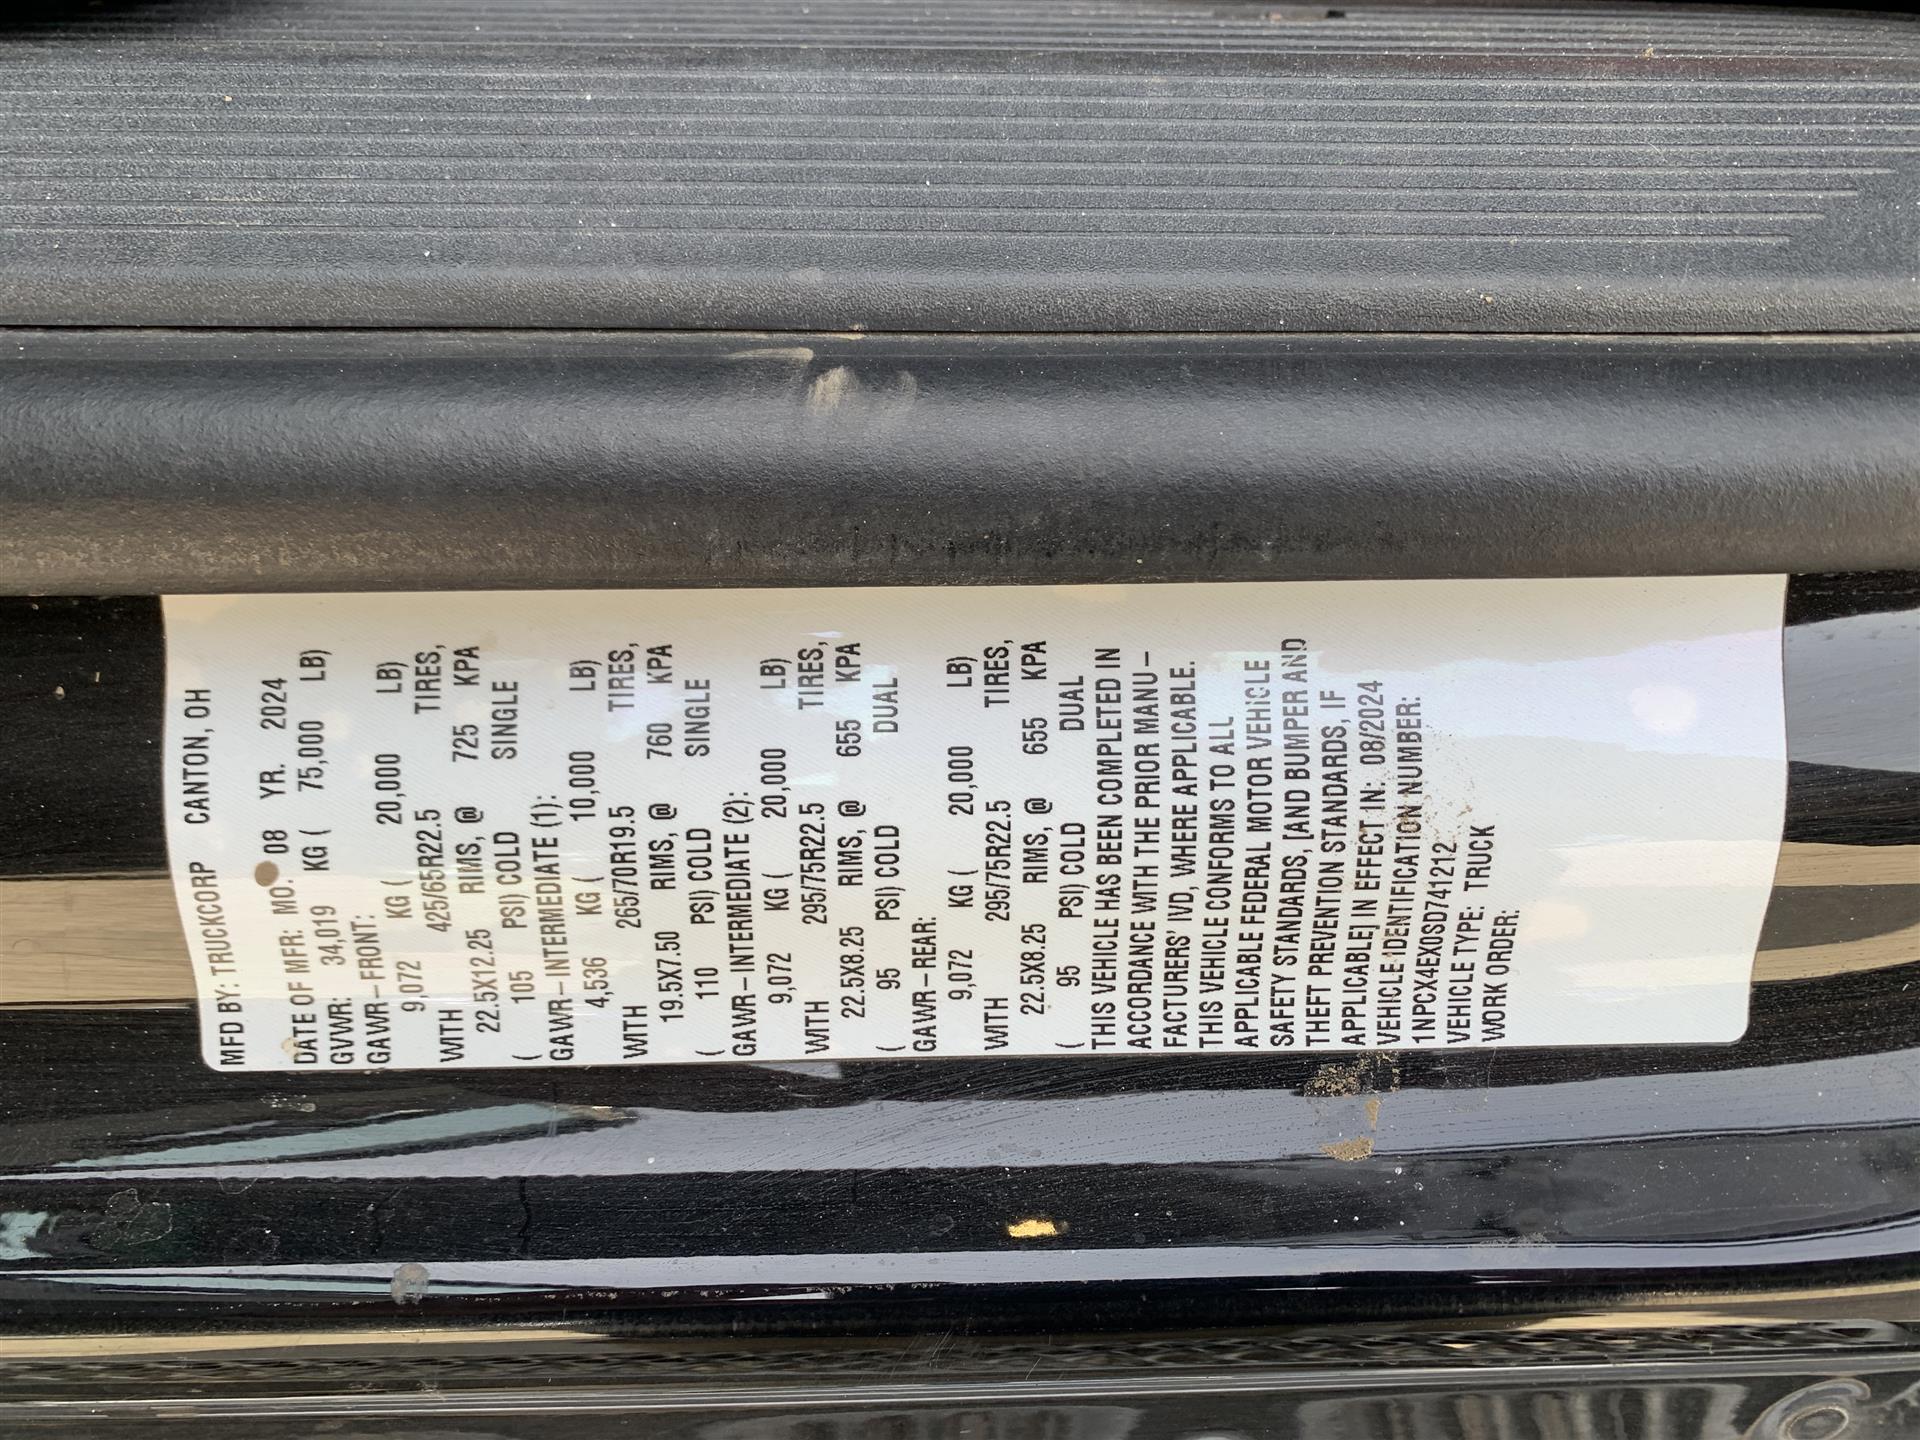 MFD BY: TRUCKCORP CANTON, OH
DATE OF MFR: MO. 08 YR. 2024
GVWR: 34,019 KG ( 75,000 LB)
GAWR-FRONT:
9,072 KG ( 20,000 LB)
WITH 425/65R22.5 TIRES,
22.5X12.25 RIMS, @ 725 KPA
( 105 PSI) COLD SINGLE
GAWR-INTERMEDIATE (1):
4,536 KG ( 10,000 LB)
WITH 265/70R19.5 TIRES,
19.5X7.50 RIMS, @ 760 KPA
( 110 PSI) COLD SINGLE
GAWR-INTERMEDIATE (2):
9,072 KG ( 20,000 LB)
WITH 295/75R22.5 TIRES,
22.5X8.25 RIMS, @ 655 KPA
( 95 PSI) COLD DUAL
GAWR-REAR:
9,072 KG ( 20,000 LB)
WITH 295/75R22.5 TIRES,
22.5X8.25 RIMS, @ 655 KPA
( 95 PSI) COLD DUAL
THIS VEHICLE HAS BEEN COMPLETED IN
ACCORDANCE WITH THE PRIOR MANU-
FACTURERS' IVD, WHERE APPLICABLE.
THIS VEHICLE CONFORMS TO ALL
APPLICABLE FEDERAL MOTOR VEHICLE
SAFETY STANDARDS, [AND BUMPER AND
THEFT PREVENTION STANDARDS, IF
APPLICABLE] IN EFFECT IN: 08/2024
VEHICLE IDENTIFICATION NUMBER:
1NPCX4EX0SD741212
VEHICLE TYPE: TRUCK
WORK ORDER: